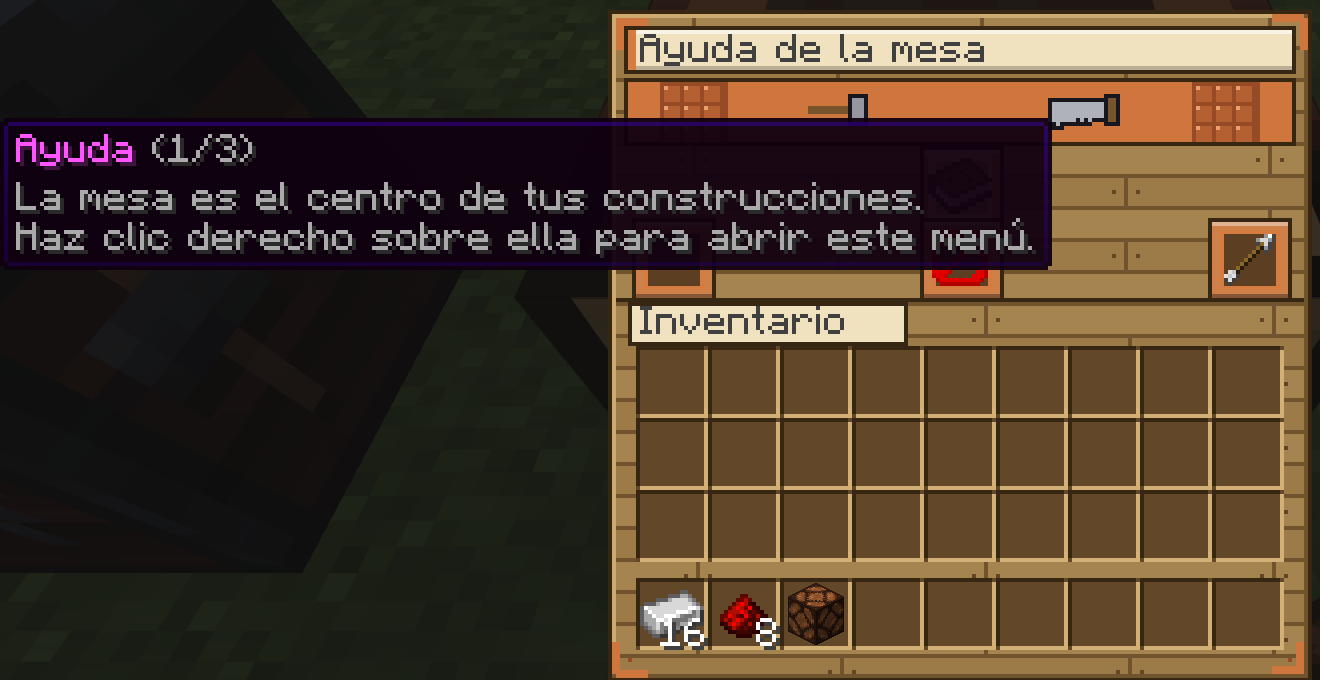 Ayuda de la mesa
Ayuda (1/3)
La mesa es el centro de tus construcciones.
Haz clic derecho sobre ella para abrir este menú.
Inventario
16
8